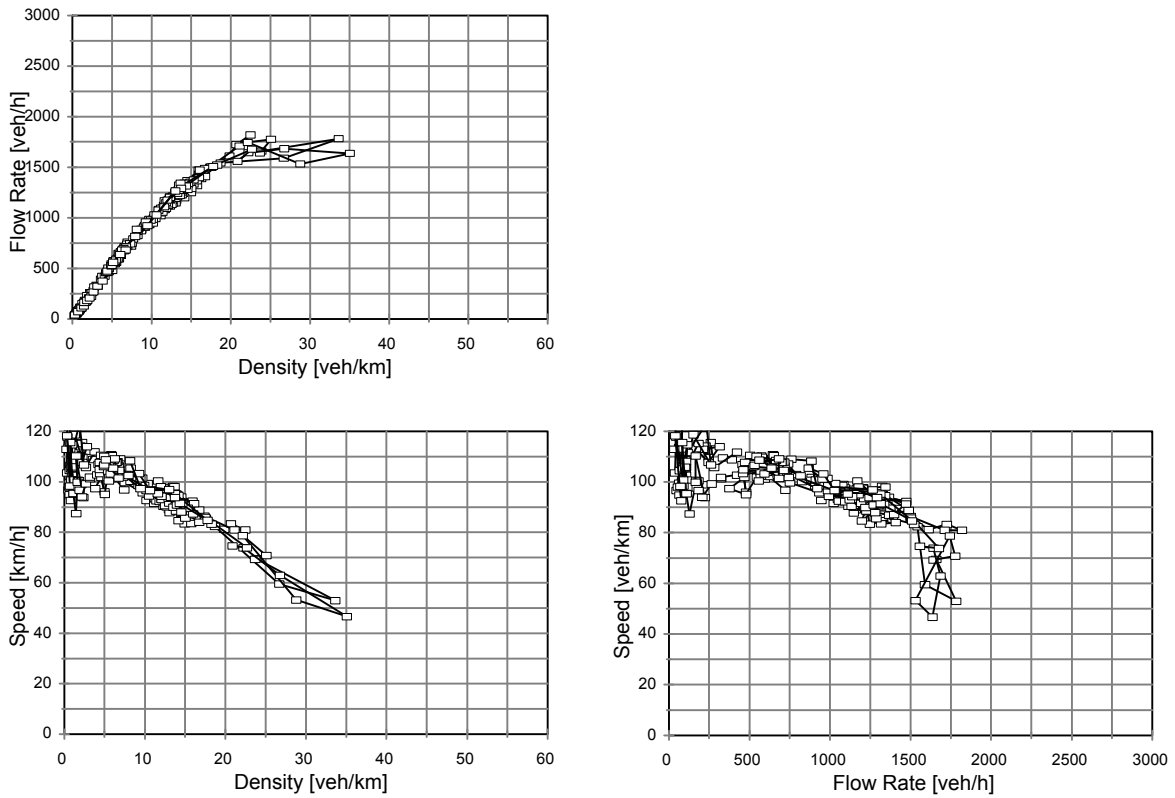 3000
2500
2000
1500
1000
500
0
Flow Rate [veh/h]
0 10 20 30 40 50 60
Density [veh/km]
120
100
80
60
40
20
0
Speed [km/h]
0 10 20 30 40 50 60
Density [veh/km]
120
100
80
60
40
20
0
Speed [veh/km]
0 500 1000 1500 2000 2500 3000
Flow Rate [veh/h]